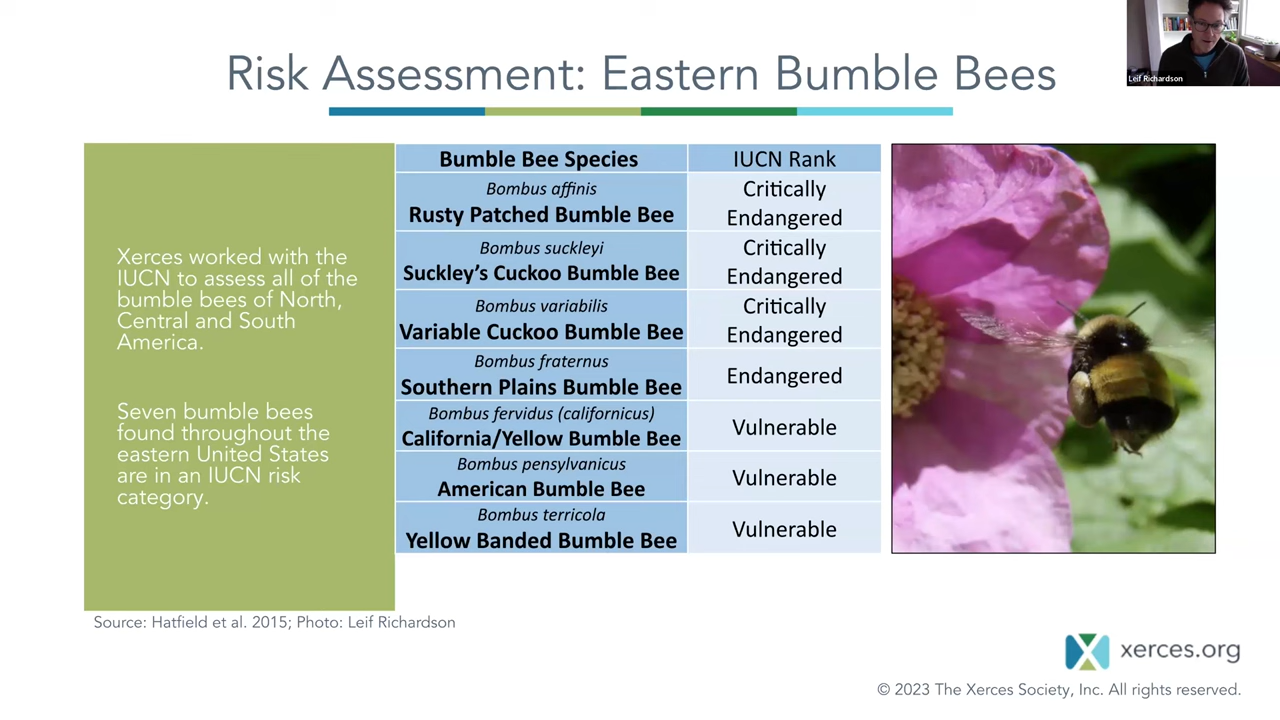 Risk Assessment: Eastern Bumble Bees
Leif Richardson
Xerces worked with the
IUCN to assess all of the
bumble bees of North,
Central and South
America.
Seven bumble bees
found throughout the
eastern United States
are in an IUCN risk
category.
Bumble Bee Species
IUCN Rank
Bombus affinis
Rusty Patched Bumble Bee
Critically
Endangered
Bombus suckleyi
Suckley's Cuckoo Bumble Bee
Critically
Endangered
Bombus variabilis
Variable Cuckoo Bumble Bee
Critically
Endangered
Bombus fraternus
Southern Plains Bumble Bee
Endangered
Bombus fervidus (californicus)
California/Yellow Bumble Bee
Vulnerable
Bombus pensylvanicus
American Bumble Bee
Vulnerable
Bombus terricola
Yellow Banded Bumble Bee
Vulnerable
Source: Hatfield et al. 2015; Photo: Leif Richardson
xerces.org
© 2023 The Xerces Society, Inc. All rights reserved.